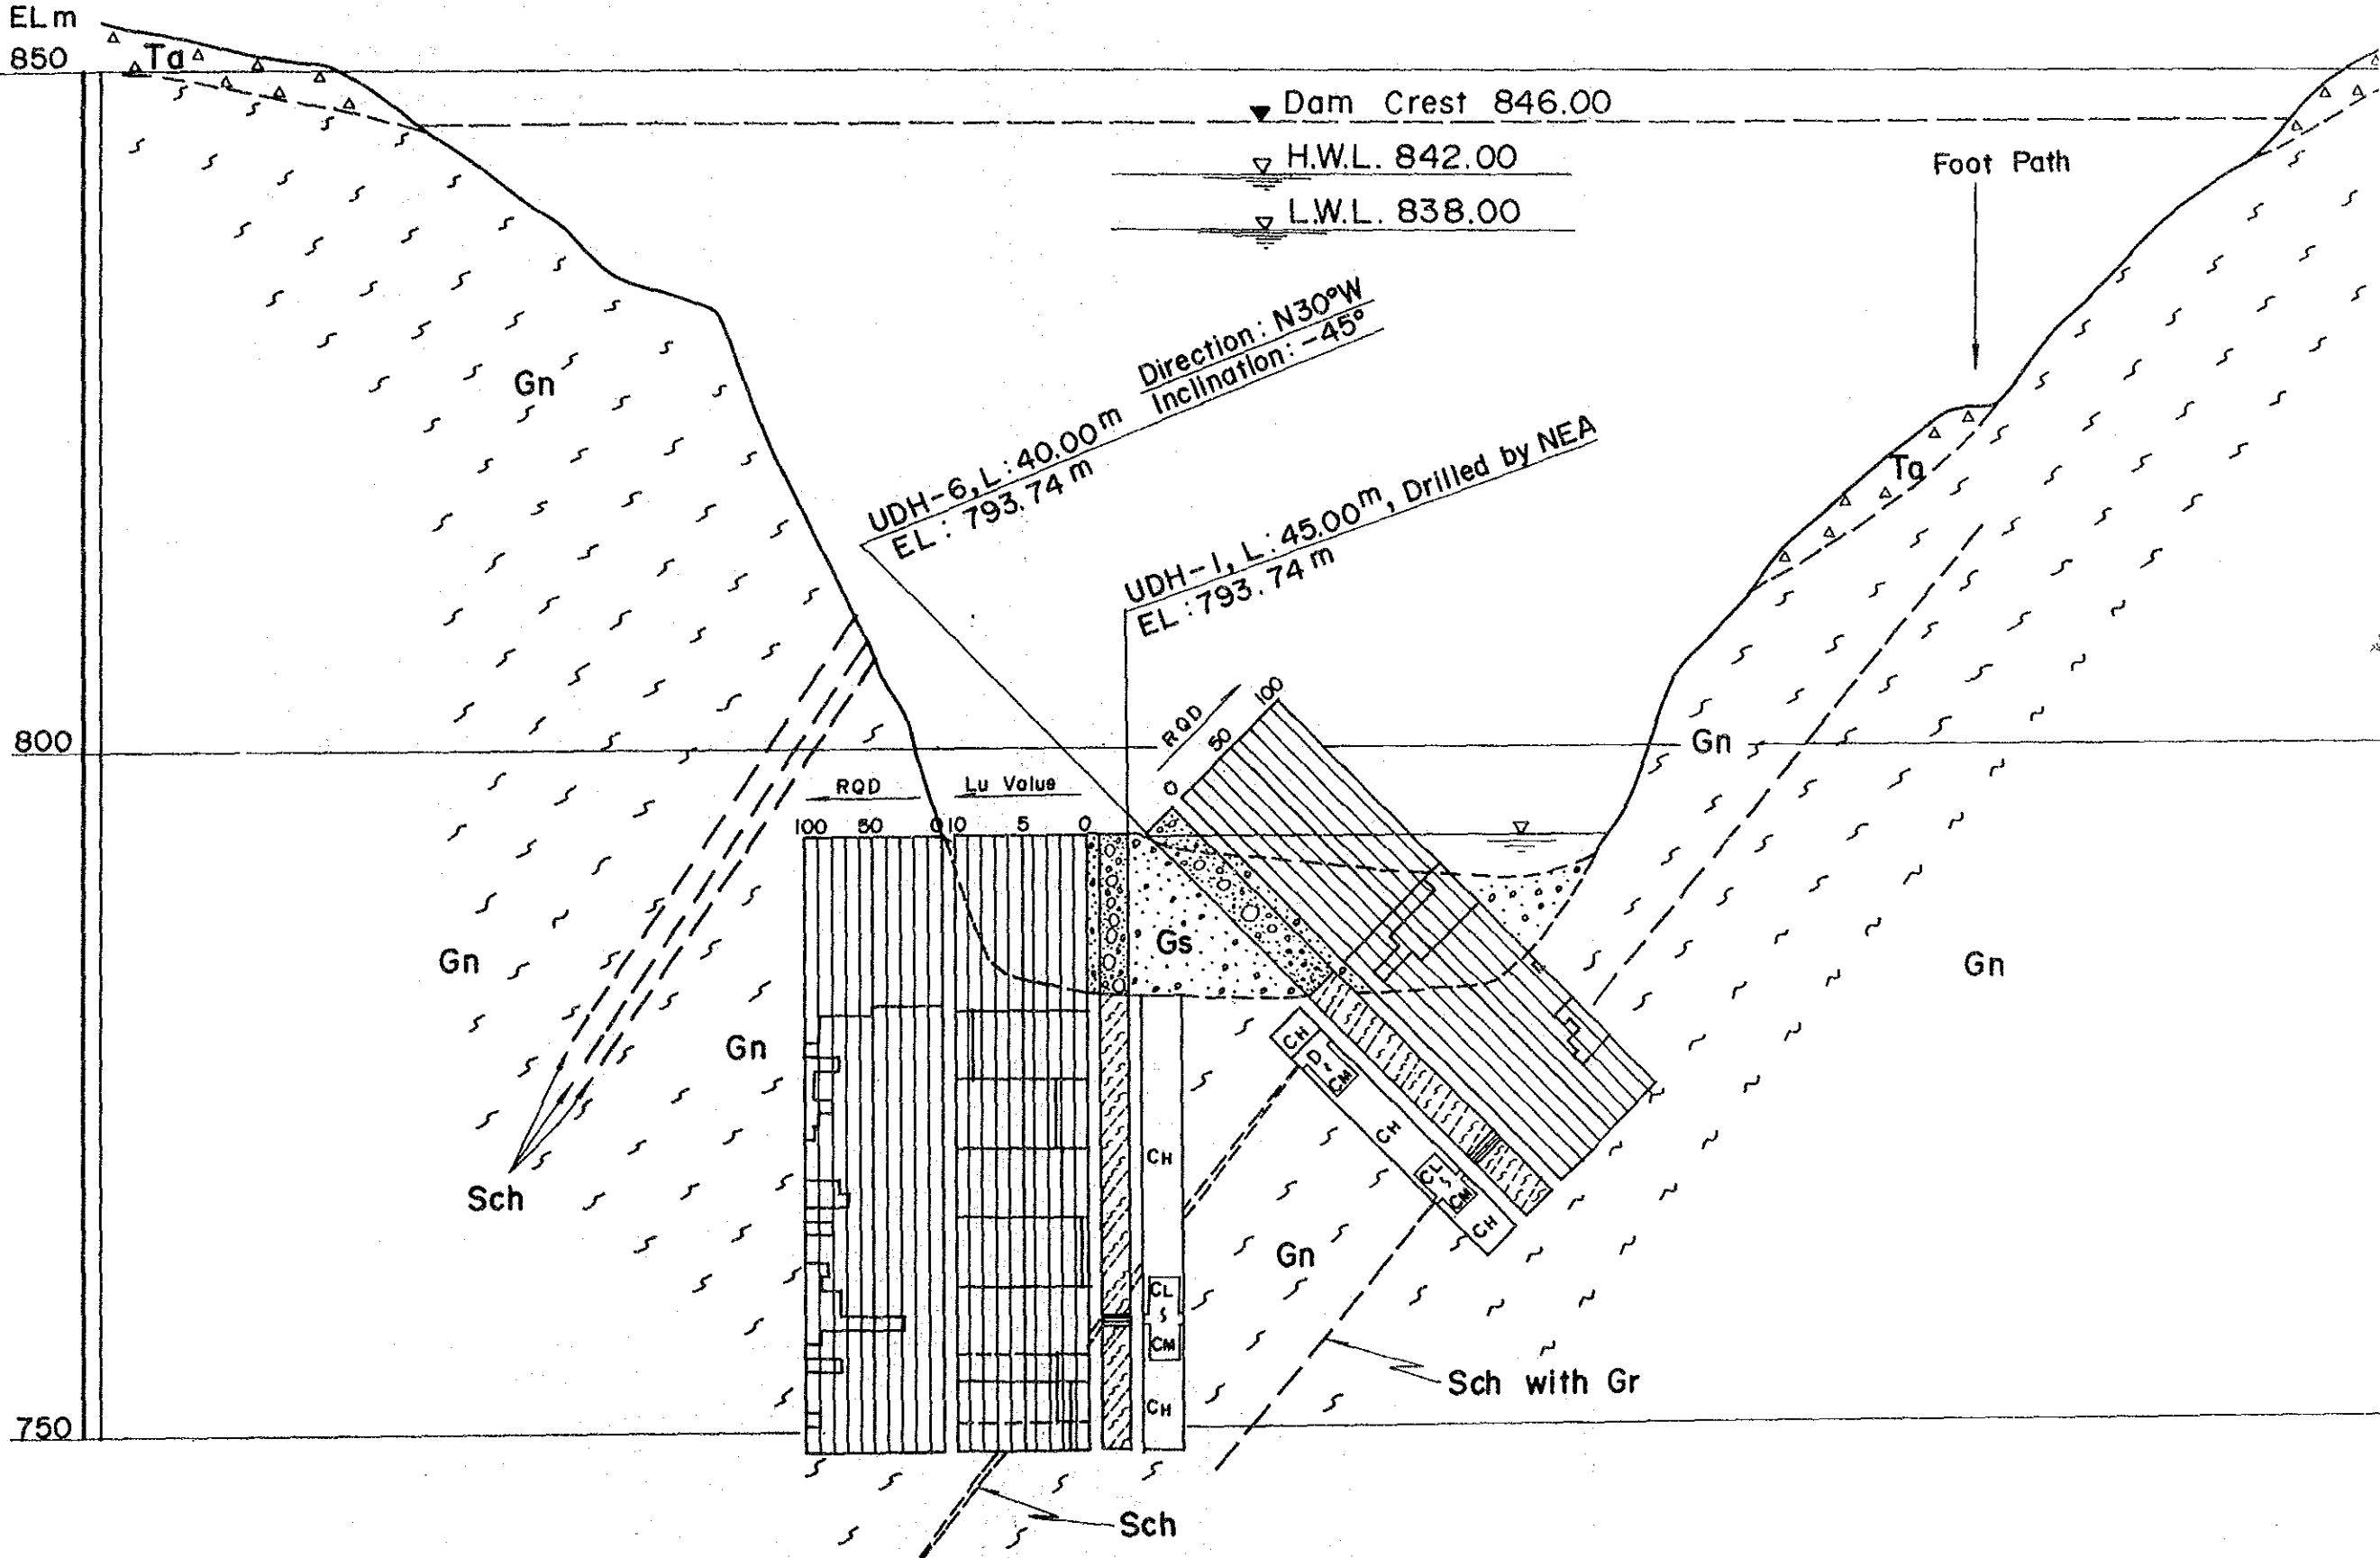 EL m
850
Ta
Dam Crest 846.00
H.W.L. 842.00
Foot Path
L.W.L. 838.00
Direction: N30°W
Inclination: -45°
Gn
UDH-6, L: 40.00 m
EL: 793.74 m
UDH-1, L: 45.00 m, Drilled by NEA
EL: 793.74 m
Ta
RQD
0 50 100
800
Gn
RQD
Lu Value
100 50 0
10 5 0
Gs
Gn
Gn
Gn
CH
D~CM
CH
CL~CM
CH
CH
Sch
Gn
CL
~
CM
Sch with Gr
CH
750
Sch